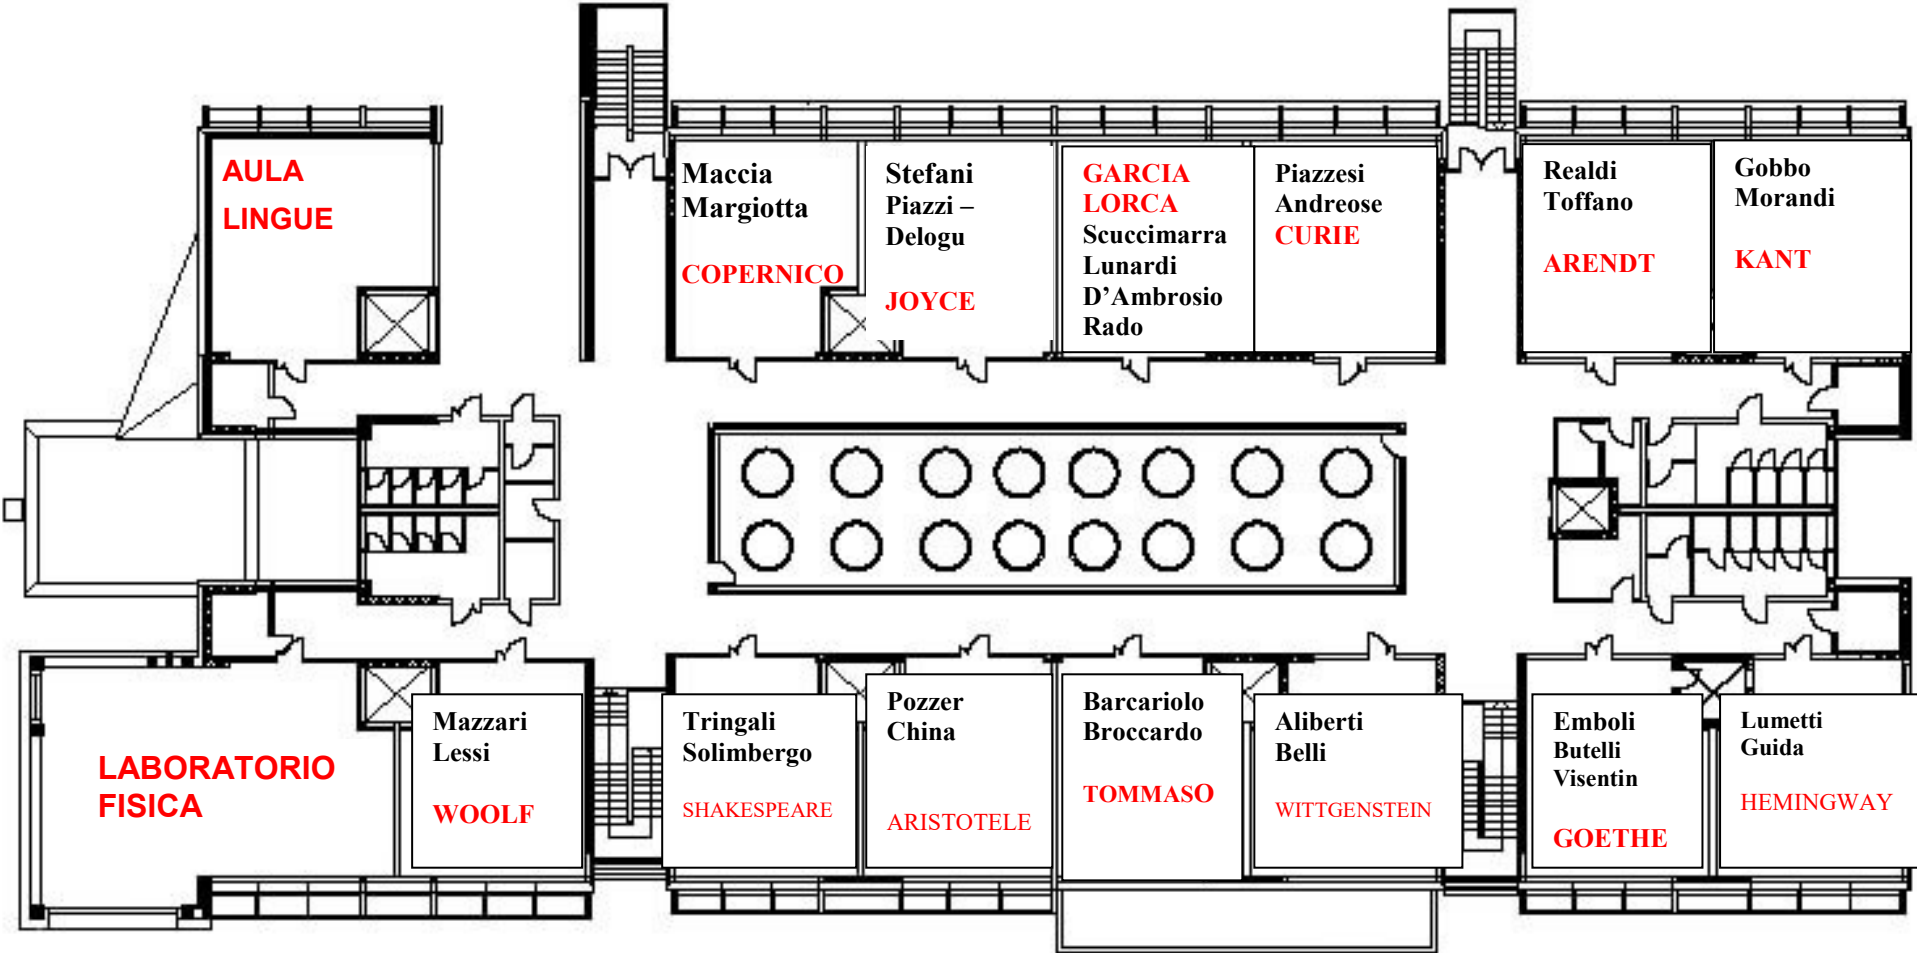 AULA
LINGUE
Maccia
Margiotta
COPERNICO
Stefani
Piazzi –
Delogu
JOYCE
GARCIA
LORCA
Scuccimarra
Lunardi
D’Ambrosio
Rado
Piazzesi
Andreose
CURIE
Realdi
Toffano
ARENDT
Gobbo
Morandi
KANT
LABORATORIO
FISICA
Mazzari
Lessi
WOOLF
Tringali
Solimbergo
SHAKESPEARE
Pozzer
China
ARISTOTELE
Barcariolo
Broccardo
TOMMASO
Aliberti
Belli
WITTGENSTEIN
Emboli
Butelli
Visentin
GOETHE
Lumetti
Guida
HEMINGWAY